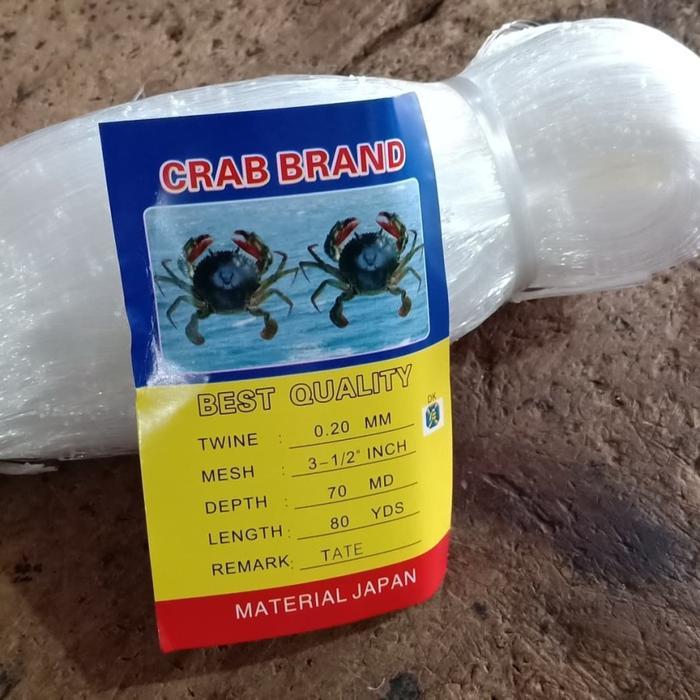 CRAB BRAND
BEST QUALITY
DK
TWINE : 0.20 MM
MESH : 3-1/2" INCH
DEPTH : 70 MD
LENGTH : 80 YDS
REMARK: TATE
MATERIAL JAPAN